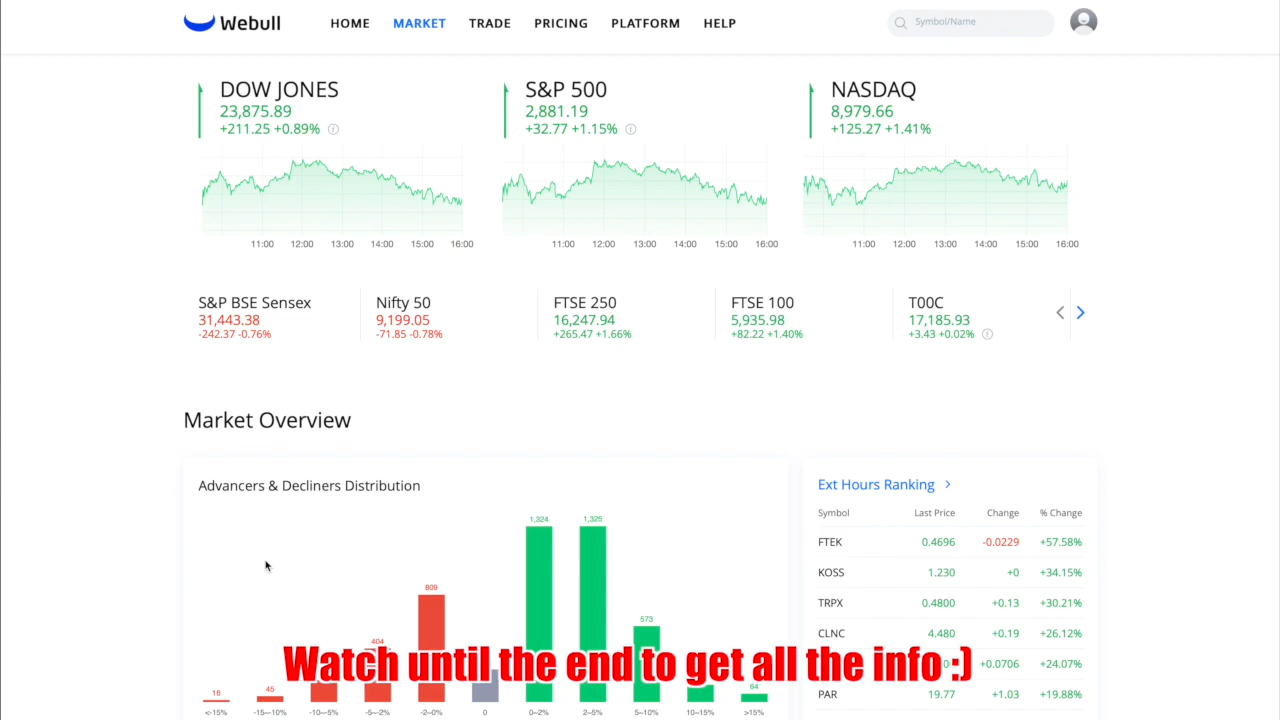 Webull HOME MARKET TRADE PRICING PLATFORM HELP Symbol/Name
DOW JONES
23,875.89
+211.25 +0.89%
11:00 12:00 13:00 14:00 15:00 16:00
S&P 500
2,881.19
+32.77 +1.15%
11:00 12:00 13:00 14:00 15:00 16:00
NASDAQ
8,979.66
+125.27 +1.41%
11:00 12:00 13:00 14:00 15:00 16:00
S&P BSE Sensex
31,443.38
-242.37 -0.76%
Nifty 50
9,199.05
-71.85 -0.78%
FTSE 250
16,247.94
+265.47 +1.66%
FTSE 100
5,935.98
+82.22 +1.40%
T00C
17,185.93
+3.43 +0.02%
Market Overview
Advancers & Decliners Distribution
1,324 1,325
809
573
404
45
16
64
<-15% -15~-10% -10~-5% -5~-2% -2~0% 0 0~2% 2~5% 5~10% 10~15% >15%
Ext Hours Ranking >
Symbol Last Price Change % Change
FTEK 0.4696 -0.0229 +57.58%
KOSS 1.230 +0 +34.15%
TRPX 0.4800 +0.13 +30.21%
CLNC 4.480 +0.19 +26.12%
+0.0706 +24.07%
PAR 19.77 +1.03 +19.88%
Watch until the end to get all the info :)